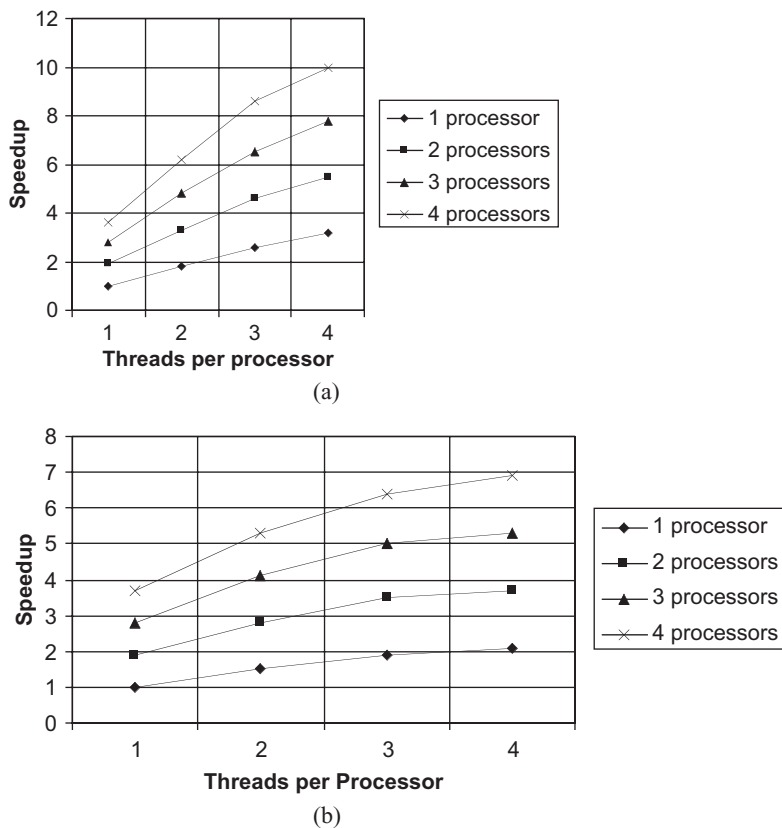 12
10
8
6
4
2
0
Speedup
1 2 3 4
Threads per processor
1 processor
2 processors
3 processors
4 processors
(a)
8
7
6
5
4
3
2
1
0
Speedup
1 2 3 4
Threads per Processor
1 processor
2 processors
3 processors
4 processors
(b)